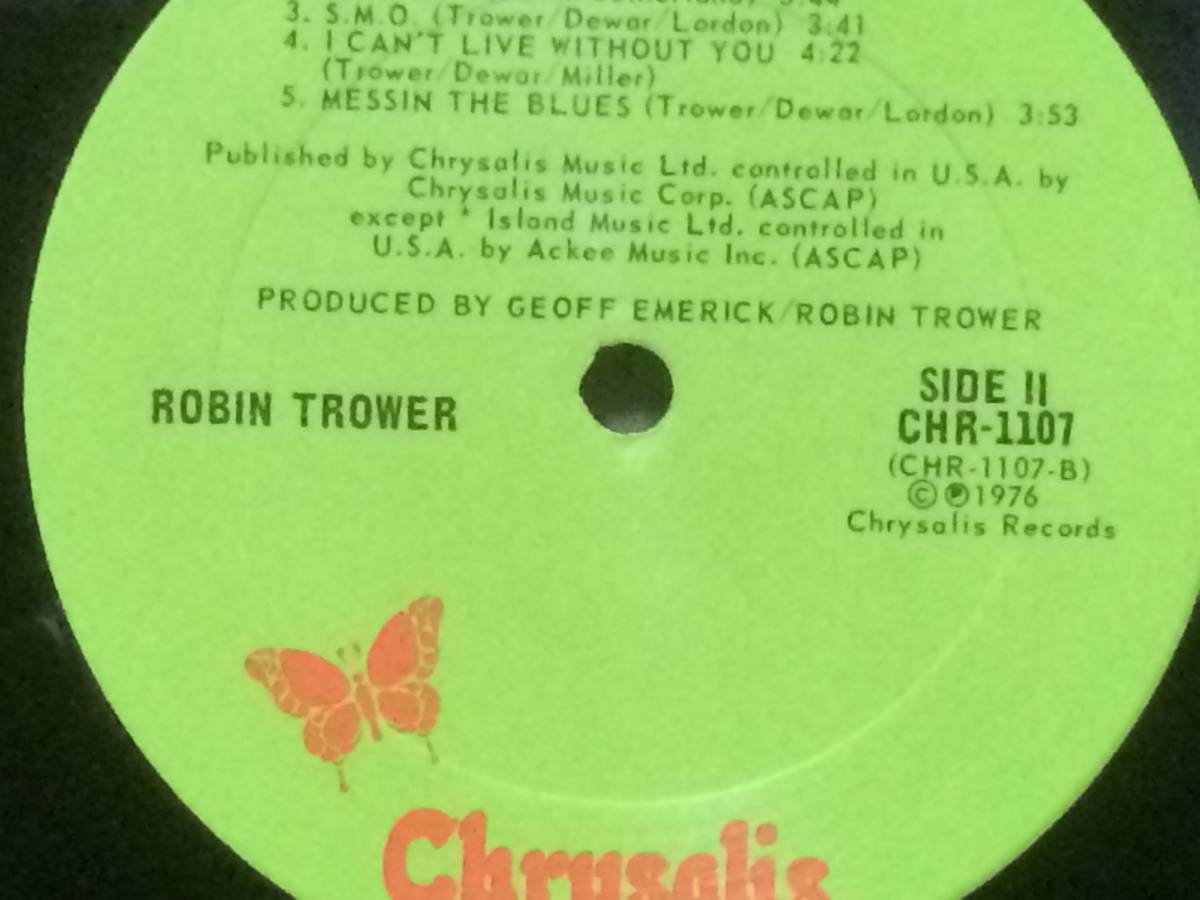 3. S.M.O. (Trower/Dewar/Lordon) 3:41
4. I CAN'T LIVE WITHOUT YOU 4:22
(Trower/Dewar/Miller)
5. MESSIN THE BLUES (Trower/Dewar/Lordon) 3:53
Published by Chrysalis Music Ltd. controlled in U.S.A. by
Chrysalis Music Corp. (ASCAP)
except * Island Music Ltd. controlled in
U.S.A. by Ackee Music Inc. (ASCAP)
PRODUCED BY GEOFF EMERICK/ROBIN TROWER
ROBIN TROWER
SIDE II
CHR-1107
(CHR-1107-B)
©℗1976
Chrysalis Records
Chrysalis